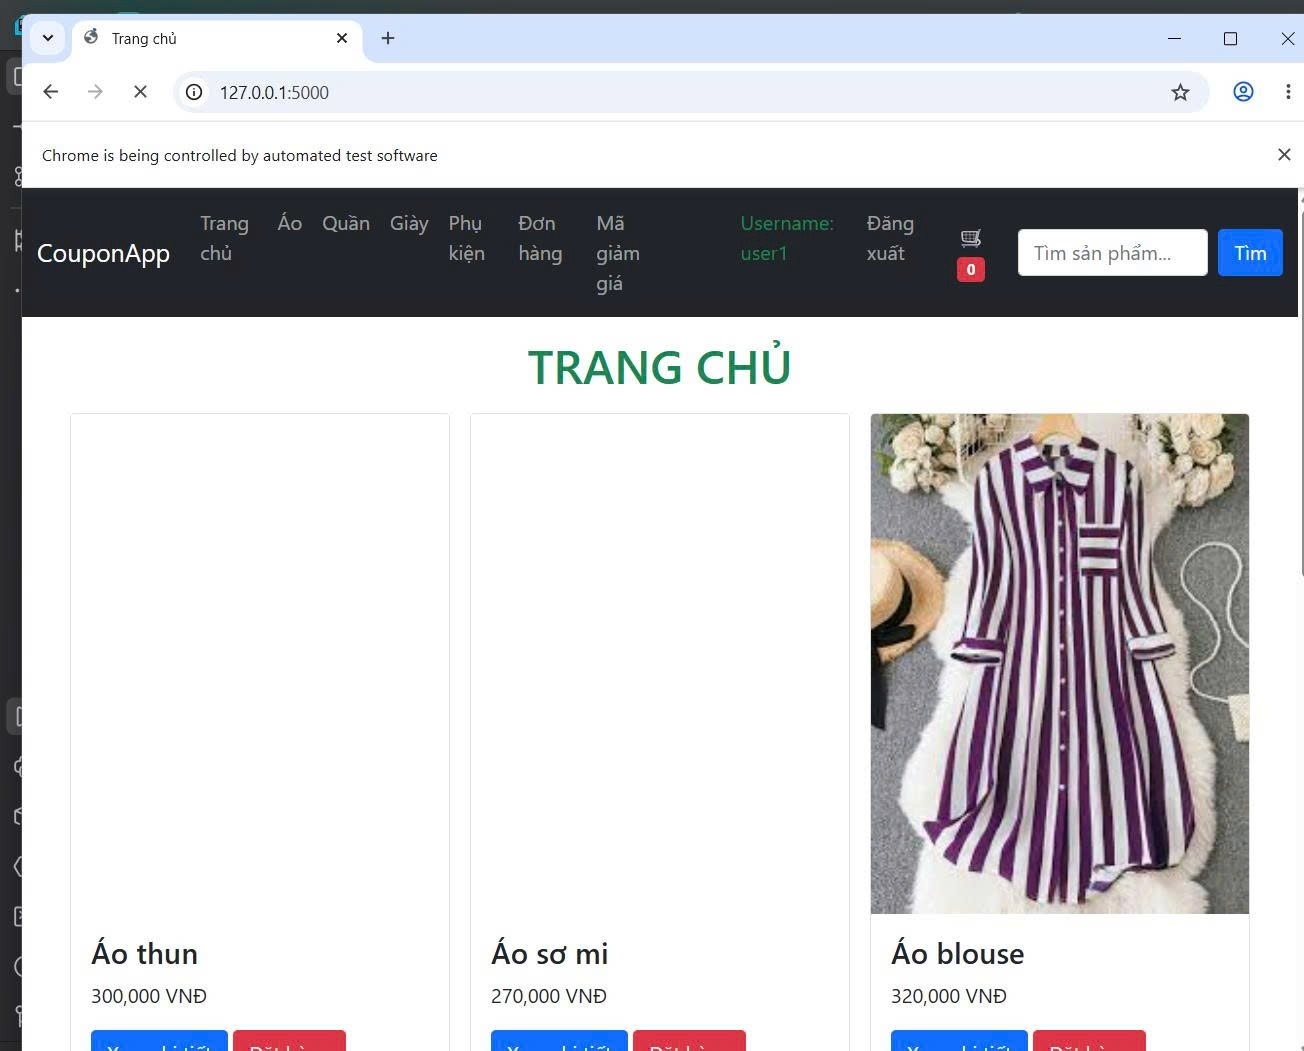 Trang chủ
127.0.0.1:5000
Chrome is being controlled by automated test software
CouponApp
Trang chủ
Áo
Quần
Giày
Phụ kiện
Đơn hàng
Mã giảm giá
Username: user1
Đăng xuất
0
Tìm sản phẩm...
Tìm
TRANG CHỦ
Áo thun
300,000 VNĐ
Áo sơ mi
270,000 VNĐ
Áo blouse
320,000 VNĐ